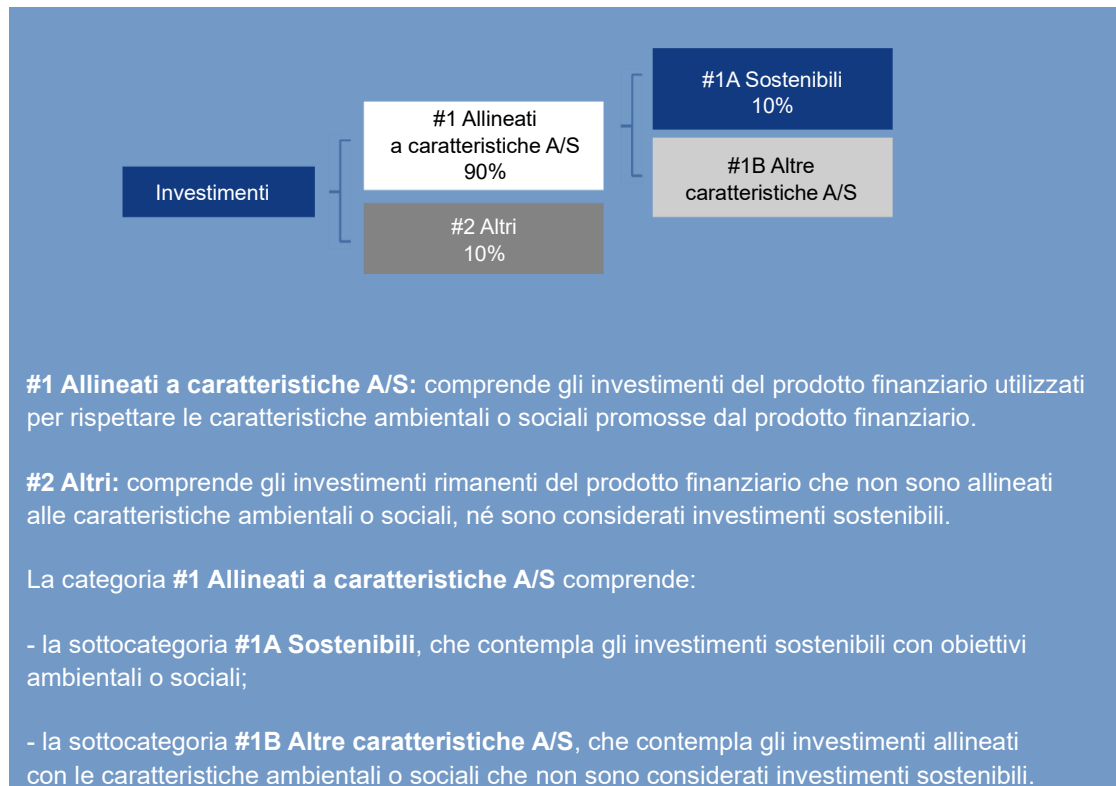 Investimenti
#1 Allineati
a caratteristiche A/S
90%
#2 Altri
10%
#1A Sostenibili
10%
#1B Altre
caratteristiche A/S
#1 Allineati a caratteristiche A/S: comprende gli investimenti del prodotto finanziario utilizzati
per rispettare le caratteristiche ambientali o sociali promosse dal prodotto finanziario.
#2 Altri: comprende gli investimenti rimanenti del prodotto finanziario che non sono allineati
alle caratteristiche ambientali o sociali, né sono considerati investimenti sostenibili.
La categoria #1 Allineati a caratteristiche A/S comprende:
- la sottocategoria #1A Sostenibili, che contempla gli investimenti sostenibili con obiettivi
ambientali o sociali;
- la sottocategoria #1B Altre caratteristiche A/S, che contempla gli investimenti allineati
con le caratteristiche ambientali o sociali che non sono considerati investimenti sostenibili.